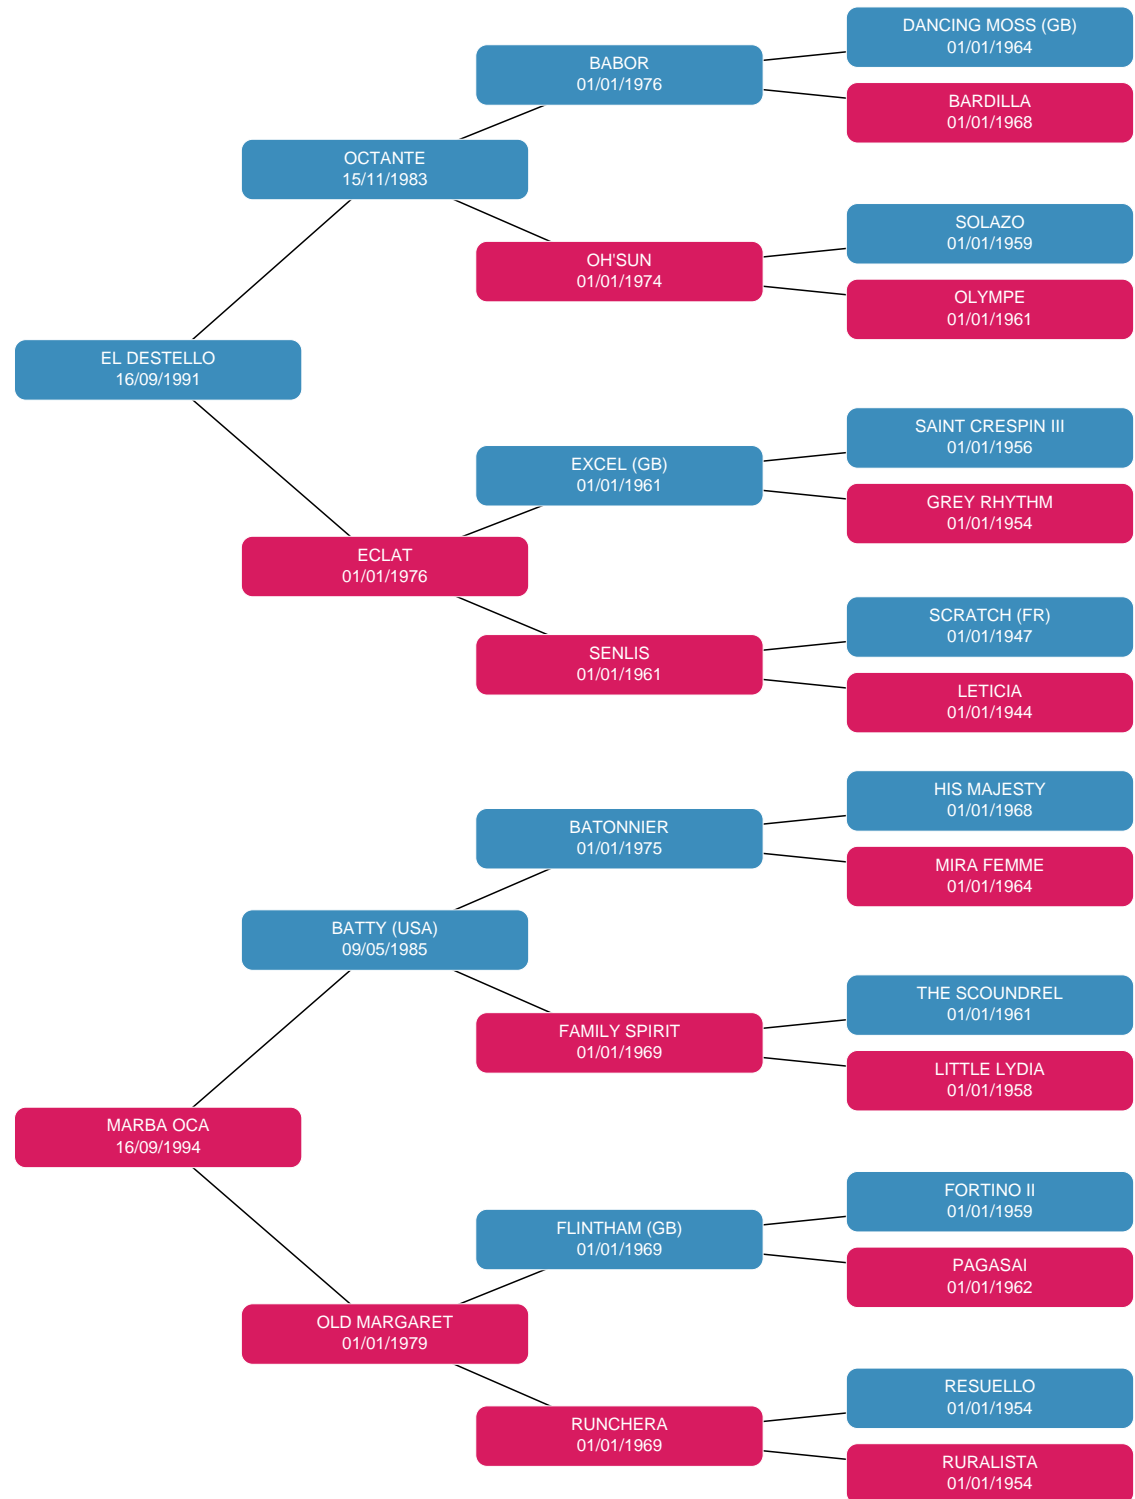 DANCING MOSS (GB)
01/01/1964
BABOR
01/01/1976
BARDILLA
01/01/1968
OCTANTE
15/11/1983
SOLAZO
01/01/1959
OH'SUN
01/01/1974
OLYMPE
01/01/1961
EL DESTELLO
16/09/1991
SAINT CRESPIN III
01/01/1956
EXCEL (GB)
01/01/1961
GREY RHYTHM
01/01/1954
ECLAT
01/01/1976
SCRATCH (FR)
01/01/1947
SENLIS
01/01/1961
LETICIA
01/01/1944
HIS MAJESTY
01/01/1968
BATONNIER
01/01/1975
MIRA FEMME
01/01/1964
BATTY (USA)
09/05/1985
THE SCOUNDREL
01/01/1961
FAMILY SPIRIT
01/01/1969
LITTLE LYDIA
01/01/1958
MARBA OCA
16/09/1994
FORTINO II
01/01/1959
FLINTHAM (GB)
01/01/1969
PAGASAI
01/01/1962
OLD MARGARET
01/01/1979
RESUELLO
01/01/1954
RUNCHERA
01/01/1969
RURALISTA
01/01/1954